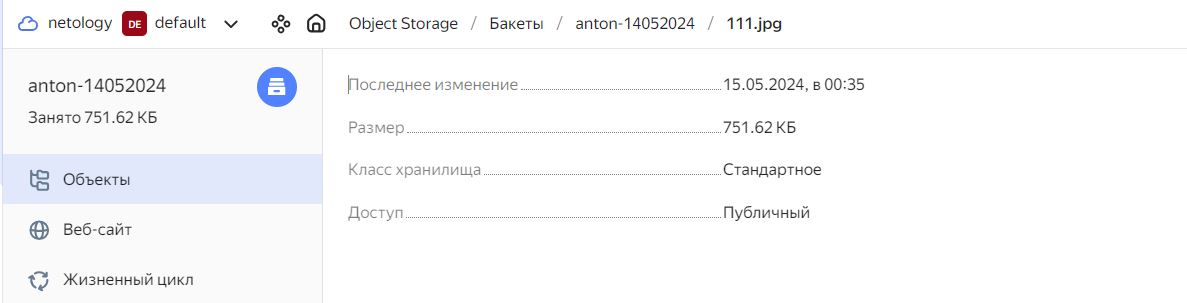 netology DE default Object Storage / Бакеты / anton-14052024 / 111.jpg
anton-14052024
Занято 751.62 КБ
Объекты
Веб-сайт
Жизненный цикл
Последнее изменение 15.05.2024, в 00:35
Размер 751.62 КБ
Класс хранилища Стандартное
Доступ Публичный